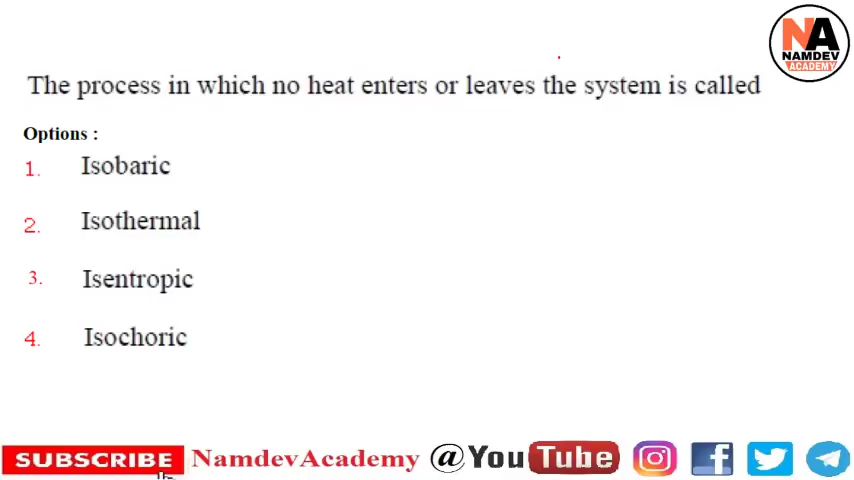 NA
NAMDEV
ACADEMY
The process in which no heat enters or leaves the system is called
Options :
1. Isobaric
2. Isothermal
3. Isentropic
4. Isochoric
SUBSCRIBE NamdevAcademy @YouTube